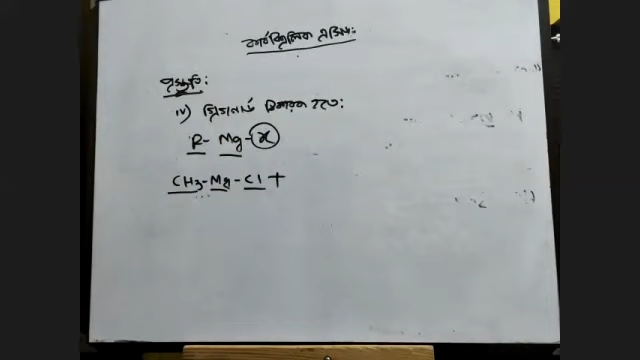 কার্বক্সিলিক এসিড:
প্রস্তুতি:
iv) গ্রিগনার্ড বিকারক হতে:
R- Mg-X
CH3-Mg-Cl+